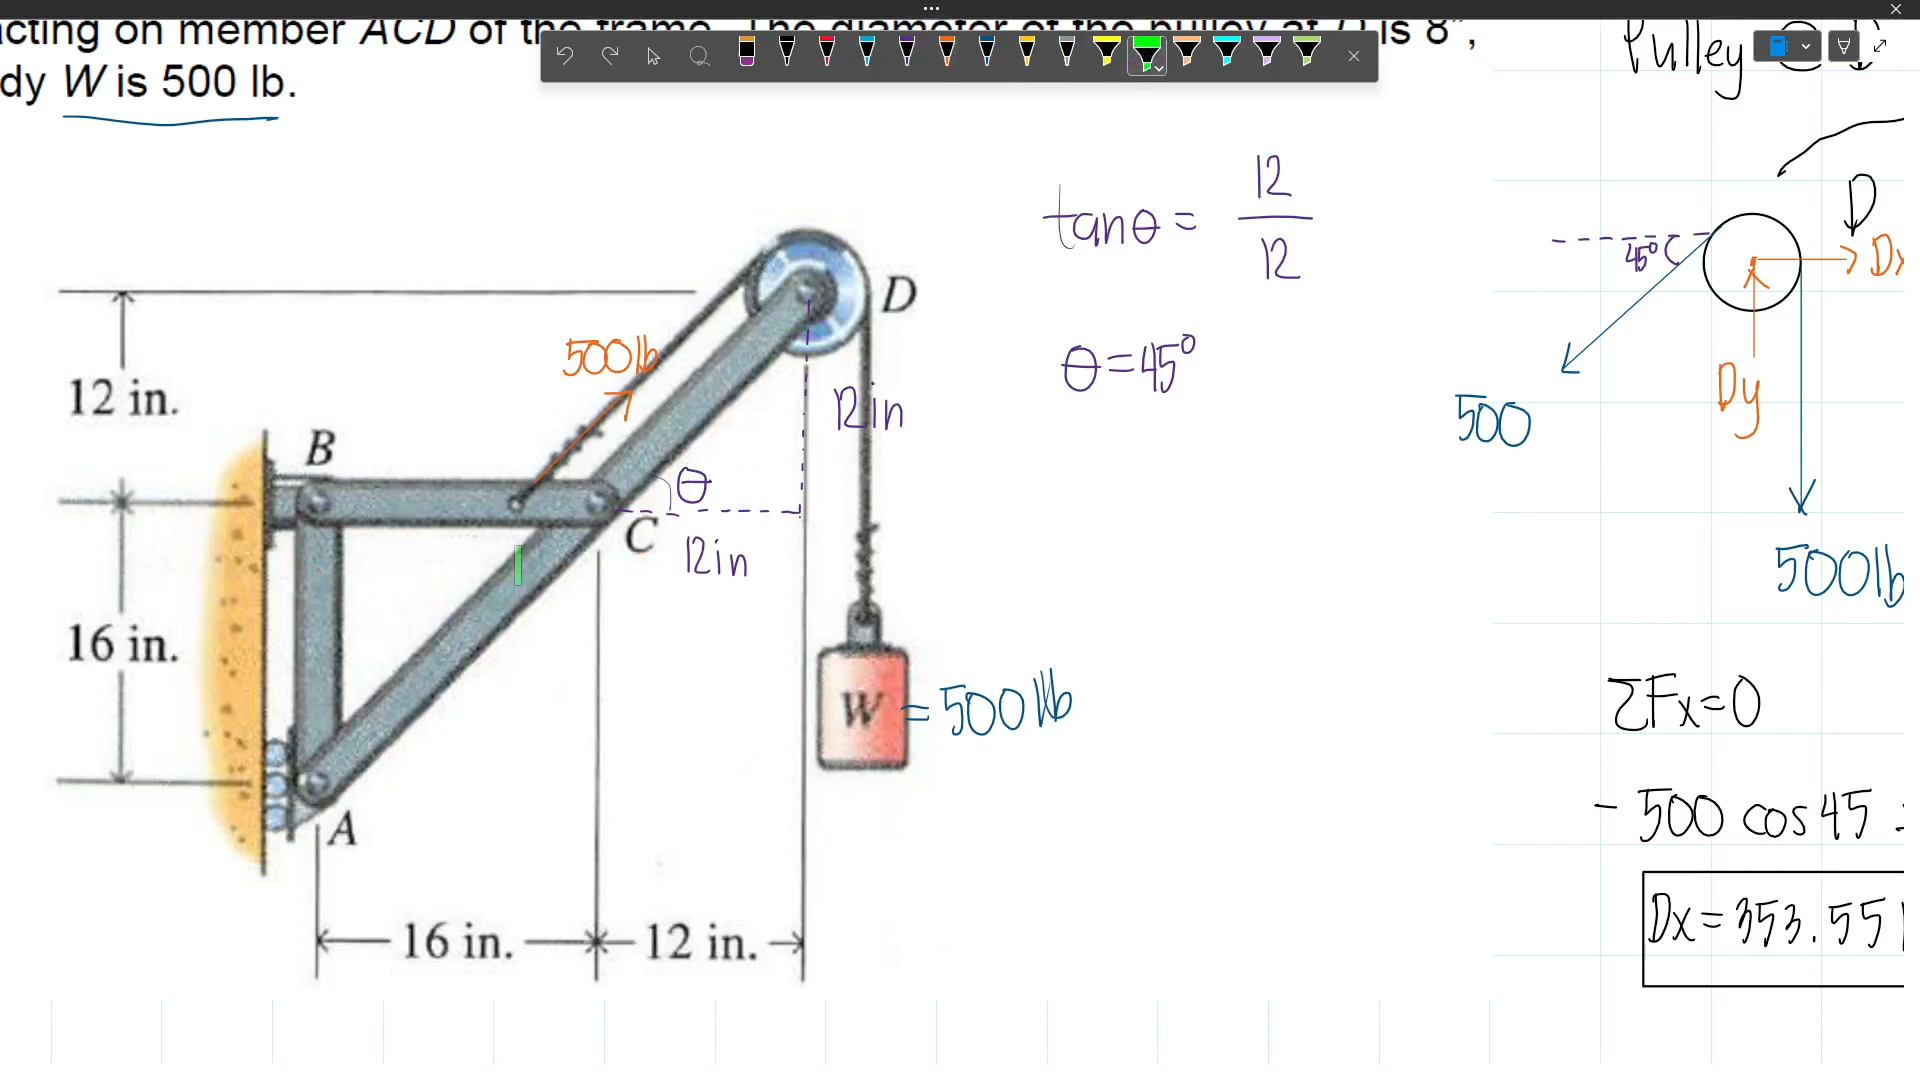 acting on member ACD of the frame. The diameter of the pulley at D is 8",
dy W is 500 lb.
Pulley
tanθ = 12
12
θ = 45°
D
500 lb
12 in.
12in
B
θ
C
12in
16 in.
W = 500 lb
A
16 in. 12 in.
D
45°
Dx
500
Dy
500lb
ΣFx=0
- 500 cos 45
Dx = 353.55